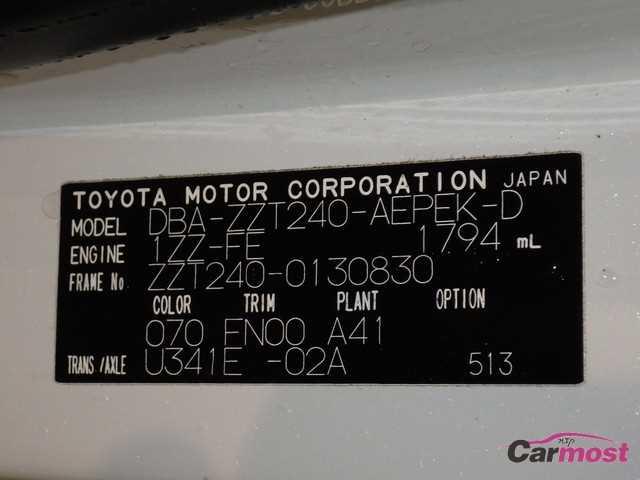 TOYOTA MOTOR CORPORATION JAPAN
MODEL DBA-ZZT240-AEPEK-D
ENGINE 1ZZ-FE 1794 mL
FRAME No ZZT240-0130830
COLOR TRIM PLANT OPTION
070 FN00 A41
TRANS./AXLE U341E -02A 513
Carmost